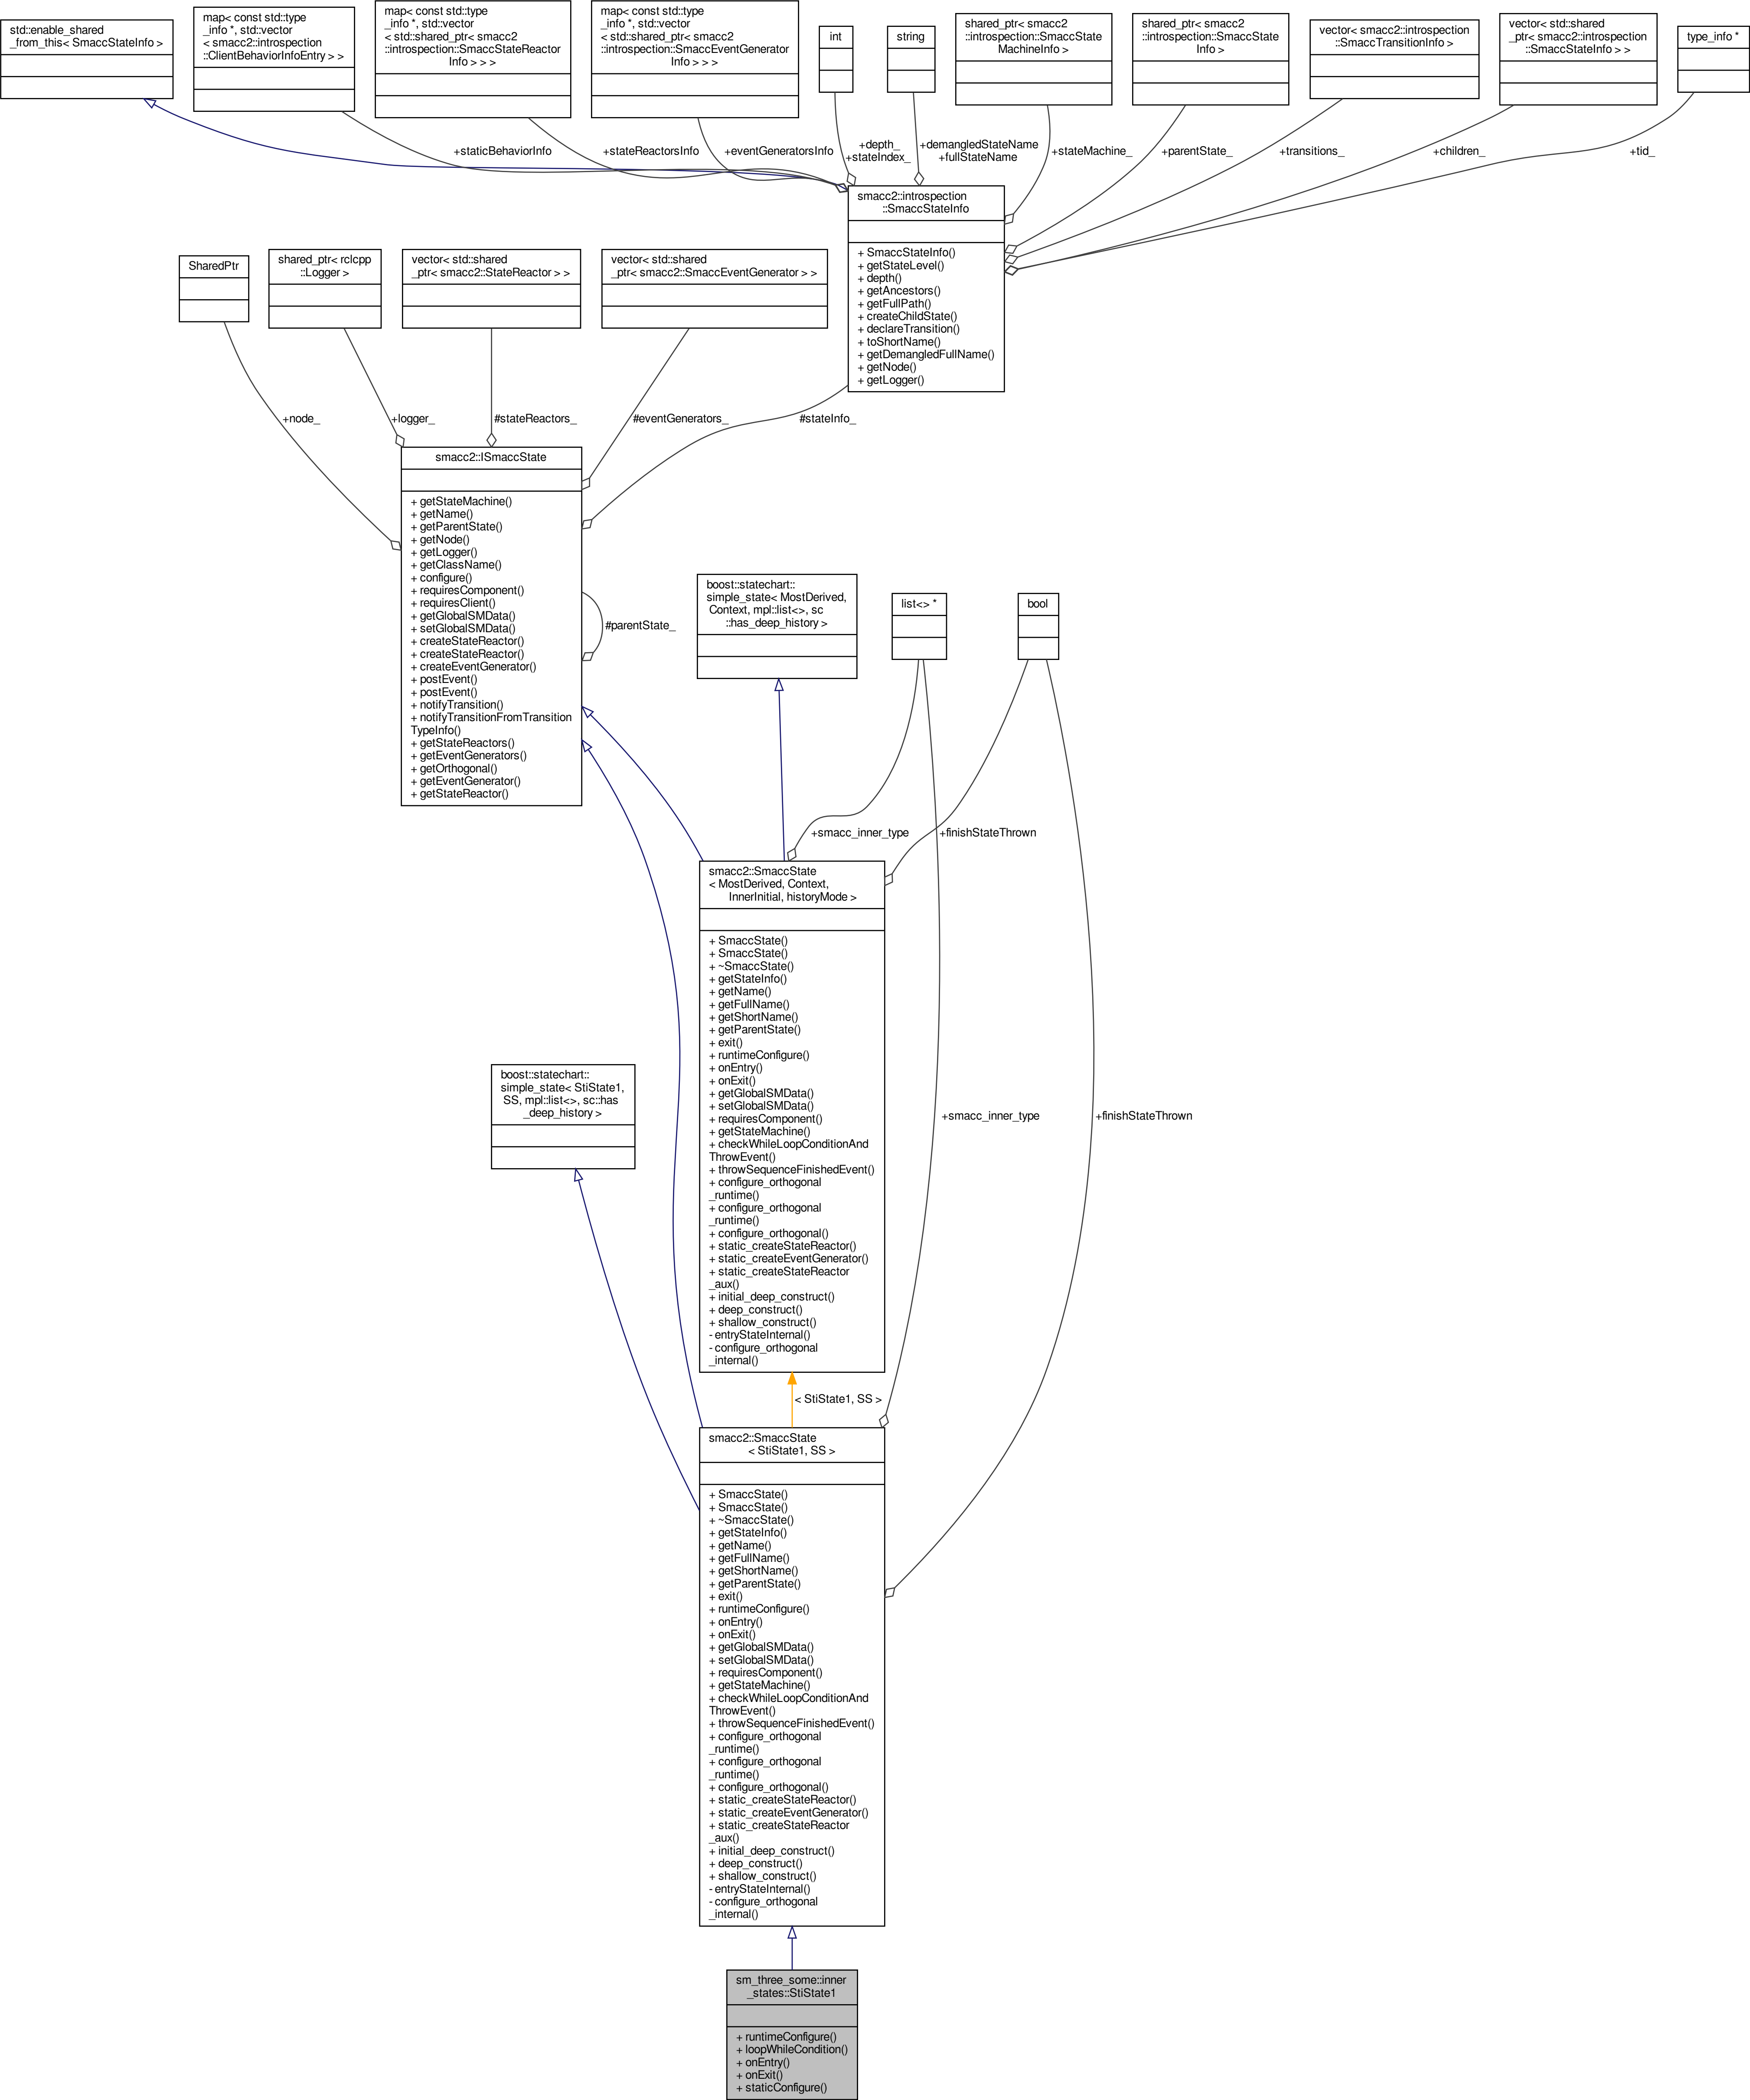 std::enable_shared
_from_this< SmaccStateInfo >
map< const std::type
_info *, std::vector
< smacc2::introspection
::ClientBehaviorInfoEntry > >
map< const std::type
_info *, std::vector
< std::shared_ptr< smacc2
::introspection::SmaccStateReactor
Info > > >
map< const std::type
_info *, std::vector
< std::shared_ptr< smacc2
::introspection::SmaccEventGenerator
Info > > >
int
string
shared_ptr< smacc2
::introspection::SmaccState
MachineInfo >
shared_ptr< smacc2
::introspection::SmaccState
Info >
vector< smacc2::introspection
::SmaccTransitionInfo >
vector< std::shared
_ptr< smacc2::introspection
::SmaccStateInfo > >
type_info *
+staticBehaviorInfo
+stateReactorsInfo
+eventGeneratorsInfo
+depth_
+stateIndex_
+demangledStateName
+fullStateName
+stateMachine_
+parentState_
+transitions_
+children_
+tid_
smacc2::introspection
::SmaccStateInfo
+ SmaccStateInfo()
+ getStateLevel()
+ depth()
+ getAncestors()
+ getFullPath()
+ createChildState()
+ declareTransition()
+ toShortName()
+ getDemangledFullName()
+ getNode()
+ getLogger()
SharedPtr
shared_ptr< rclcpp
::Logger >
vector< std::shared
_ptr< smacc2::StateReactor > >
vector< std::shared
_ptr< smacc2::SmaccEventGenerator > >
+node_
+logger_
#stateReactors_
#eventGenerators_
#stateInfo_
smacc2::ISmaccState
+ getStateMachine()
+ getName()
+ getParentState()
+ getNode()
+ getLogger()
+ getClassName()
+ configure()
+ requiresComponent()
+ requiresClient()
+ getGlobalSMData()
+ setGlobalSMData()
+ createStateReactor()
+ createStateReactor()
+ createEventGenerator()
+ postEvent()
+ postEvent()
+ notifyTransition()
+ notifyTransitionFromTransition
TypeInfo()
+ getStateReactors()
+ getEventGenerators()
+ getOrthogonal()
+ getEventGenerator()
+ getStateReactor()
#parentState_
boost::statechart::
simple_state< MostDerived,
Context, mpl::list<>, sc
::has_deep_history >
list<> *
bool
+smacc_inner_type
+finishStateThrown
smacc2::SmaccState
< MostDerived, Context,
InnerInitial, historyMode >
+ SmaccState()
+ SmaccState()
+ ~SmaccState()
+ getStateInfo()
+ getName()
+ getFullName()
+ getShortName()
+ getParentState()
+ exit()
+ runtimeConfigure()
+ onEntry()
+ onExit()
+ getGlobalSMData()
+ setGlobalSMData()
+ requiresComponent()
+ getStateMachine()
+ checkWhileLoopConditionAnd
ThrowEvent()
+ throwSequenceFinishedEvent()
+ configure_orthogonal
_runtime()
+ configure_orthogonal
_runtime()
+ configure_orthogonal()
+ static_createStateReactor()
+ static_createEventGenerator()
+ static_createStateReactor
_aux()
+ initial_deep_construct()
+ deep_construct()
+ shallow_construct()
- entryStateInternal()
- configure_orthogonal
_internal()
boost::statechart::
simple_state< StiState1,
SS, mpl::list<>, sc::has
_deep_history >
+smacc_inner_type
+finishStateThrown
< StiState1, SS >
smacc2::SmaccState
< StiState1, SS >
+ SmaccState()
+ SmaccState()
+ ~SmaccState()
+ getStateInfo()
+ getName()
+ getFullName()
+ getShortName()
+ getParentState()
+ exit()
+ runtimeConfigure()
+ onEntry()
+ onExit()
+ getGlobalSMData()
+ setGlobalSMData()
+ requiresComponent()
+ getStateMachine()
+ checkWhileLoopConditionAnd
ThrowEvent()
+ throwSequenceFinishedEvent()
+ configure_orthogonal
_runtime()
+ configure_orthogonal
_runtime()
+ configure_orthogonal()
+ static_createStateReactor()
+ static_createEventGenerator()
+ static_createStateReactor
_aux()
+ initial_deep_construct()
+ deep_construct()
+ shallow_construct()
- entryStateInternal()
- configure_orthogonal
_internal()
sm_three_some::inner
_states::StiState1
+ runtimeConfigure()
+ loopWhileCondition()
+ onEntry()
+ onExit()
+ staticConfigure()